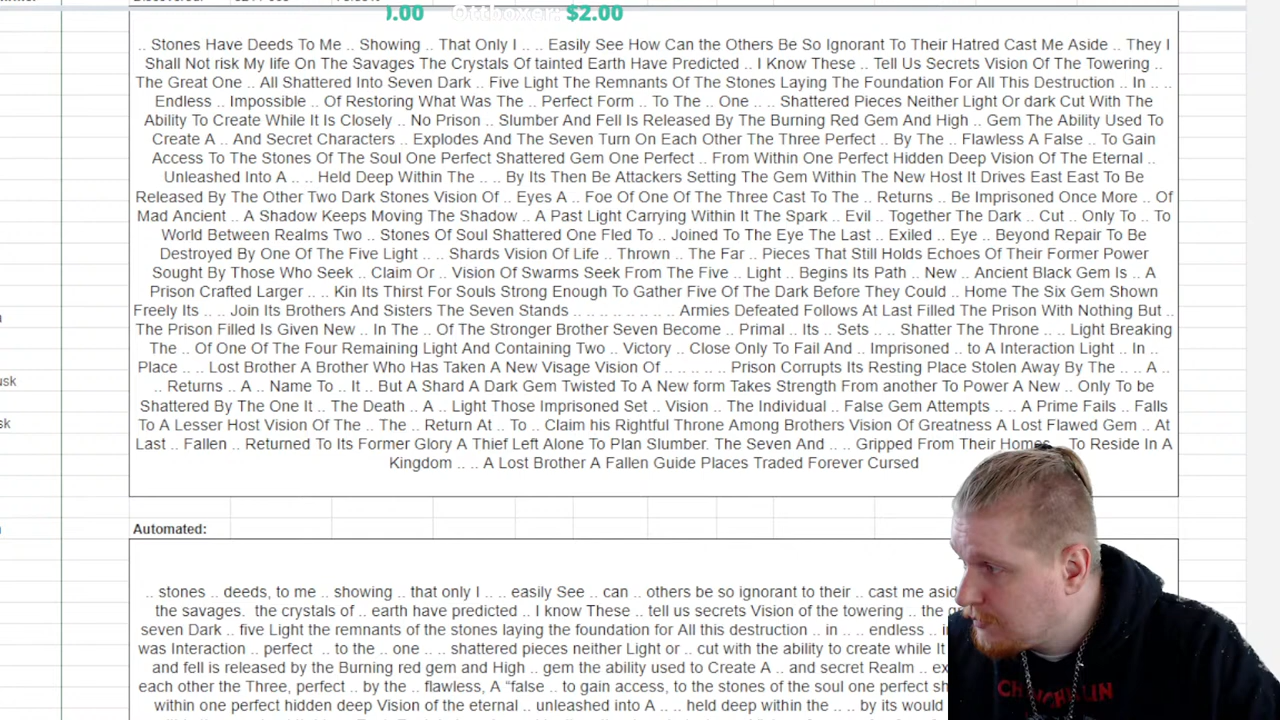 .00 Ottboxer: $2.00
.. Stones Have Deeds To Me .. Showing .. That Only I .. .. Easily See How Can the Others Be So Ignorant To Their Hatred Cast Me Aside .. They I
Shall Not risk My life On The Savages The Crystals Of tainted Earth Have Predicted .. I Know These .. Tell Us Secrets Vision Of The Towering ..
The Great One .. All Shattered Into Seven Dark .. Five Light The Remnants Of The Stones Laying The Foundation For All This Destruction .. In .. ..
Endless .. Impossible .. Of Restoring What Was The .. Perfect Form .. To The .. One .. .. Shattered Pieces Neither Light Or dark Cut With The
Ability To Create While It Is Closely .. No Prison .. Slumber And Fell Is Released By The Burning Red Gem And High .. Gem The Ability Used To
Create A .. And Secret Characters .. Explodes And The Seven Turn On Each Other The Three Perfect .. By The .. Flawless A False .. To Gain
Access To The Stones Of The Soul One Perfect Shattered Gem One Perfect .. From Within One Perfect Hidden Deep Vision Of The Eternal ..
Unleashed Into A .. .. Held Deep Within The .. .. By Its Then Be Attackers Setting The Gem Within The New Host It Drives East East To Be
Released By The Other Two Dark Stones Vision Of .. Eyes A .. Foe Of One Of The Three Cast To The .. Returns .. Be Imprisoned Once More .. Of
Mad Ancient .. A Shadow Keeps Moving The Shadow .. A Past Light Carrying Within It The Spark .. Evil .. Together The Dark .. Cut .. Only To .. To
World Between Realms Two .. Stones Of Soul Shattered One Fled To .. Joined To The Eye The Last .. Exiled .. Eye .. Beyond Repair To Be
Destroyed By One Of The Five Light .. .. Shards Vision Of Life .. Thrown .. The Far .. Pieces That Still Holds Echoes Of Their Former Power
Sought By Those Who Seek .. Claim Or .. Vision Of Swarms Seek From The Five .. Light .. Begins Its Path .. New .. Ancient Black Gem Is .. A
Prison Crafted Larger .. .. Kin Its Thirst For Souls Strong Enough To Gather Five Of The Dark Before They Could .. Home The Six Gem Shown
Freely Its .. .. Join Its Brothers And Sisters The Seven Stands .. .. .. .. .. .. .. .. Armies Defeated Follows At Last Filled The Prison With Nothing But ..
The Prison Filled Is Given New .. In The .. Of The Stronger Brother Seven Become .. Primal .. Its .. Sets .. .. Shatter The Throne .. .. Light Breaking
The .. Of One Of The Four Remaining Light And Containing Two .. Victory .. Close Only To Fail And .. Imprisoned .. to A Interaction Light .. In ..
Place .. .. Lost Brother A Brother Who Has Taken A New Visage Vision Of .. .. .. .. .. Prison Corrupts Its Resting Place Stolen Away By The .. .. A ..
.. Returns .. A .. Name To .. It .. But A Shard A Dark Gem Twisted To A New form Takes Strength From another To Power A New .. Only To be
Shattered By The One It .. The Death .. A .. Light Those Imprisoned Set .. Vision .. The Individual .. False Gem Attempts .. .. A Prime Fails .. Falls
To A Lesser Host Vision Of The .. The .. Return At .. To .. Claim his Rightful Throne Among Brothers Vision Of Greatness A Lost Flawed Gem .. At
Last .. Fallen .. Returned To Its Former Glory A Thief Left Alone To Plan Slumber. The Seven And .. .. Gripped From Their Homes .. To Reside In A
Kingdom .. .. A Lost Brother A Fallen Guide Places Traded Forever Cursed
Automated:
.. stones .. deeds, to me .. showing .. that only I .. .. easily See .. can .. others be so ignorant to their .. cast me
the savages. the crystals of .. earth have predicted .. I know These .. tell us secrets Vision of the towering .. the
seven Dark .. five Light the remnants of the stones laying the foundation for All this destruction .. in .. .. endless ..
was Interaction .. perfect .. to the .. one .. .. shattered pieces neither Light or .. cut with the ability to create while It
and fell is released by the Burning red gem and High .. gem the ability used to Create A .. and secret Realm ..
each other the Three, perfect .. by the .. flawless, A "false .. to gain access, to the stones of the soul one perfect
within one perfect hidden deep Vision of the eternal .. unleashed into A .. .. held deep within the .. .. by its would